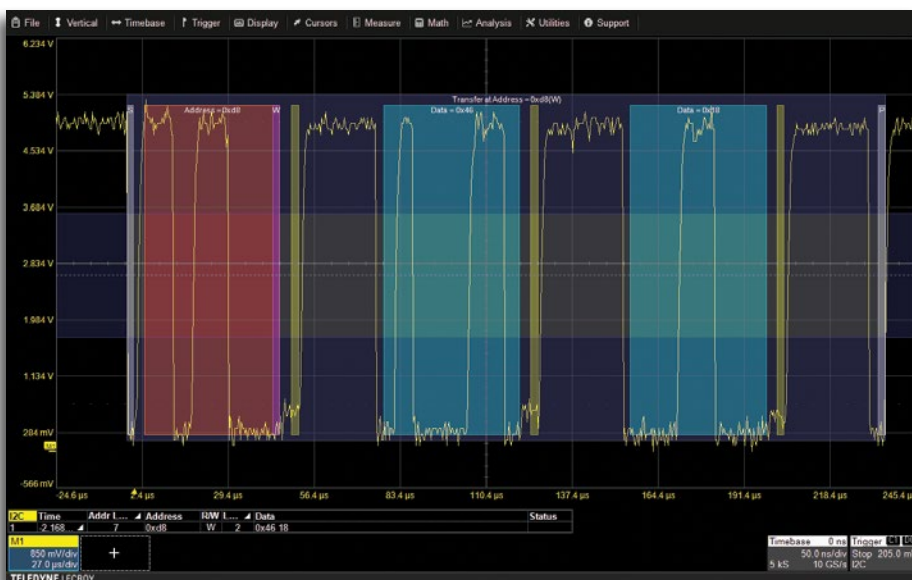 File Vertical Timebase Trigger Display Cursors Measure Math Analysis Utilities Support
6.234 V
5.384 V
4.534 V
3.684 V
2.834 V
1.984 V
1.134 V
284 mV
-566 mV
Transfer at Address = 0xd8(W)
S Address = 0xd8 W Data = 0x46 Data = 0x18 P
M1
-24.6 µs 2.4 µs 29.4 µs 56.4 µs 83.4 µs 110.4 µs 137.4 µs 164.4 µs 191.4 µs 218.4 µs 245.4 µs
I2C Time Addr L... Address R/W L... Data Status
1 -2.168... 7 0xd8 W 2 0x46 18
M1
850 mV/div
27.0 µs/div
+
Timebase 0 ns
50.0 ns/div
5 kS 10 GS/s
Trigger C1
Stop 205.0 m
I2C
TELEDYNE LECROY